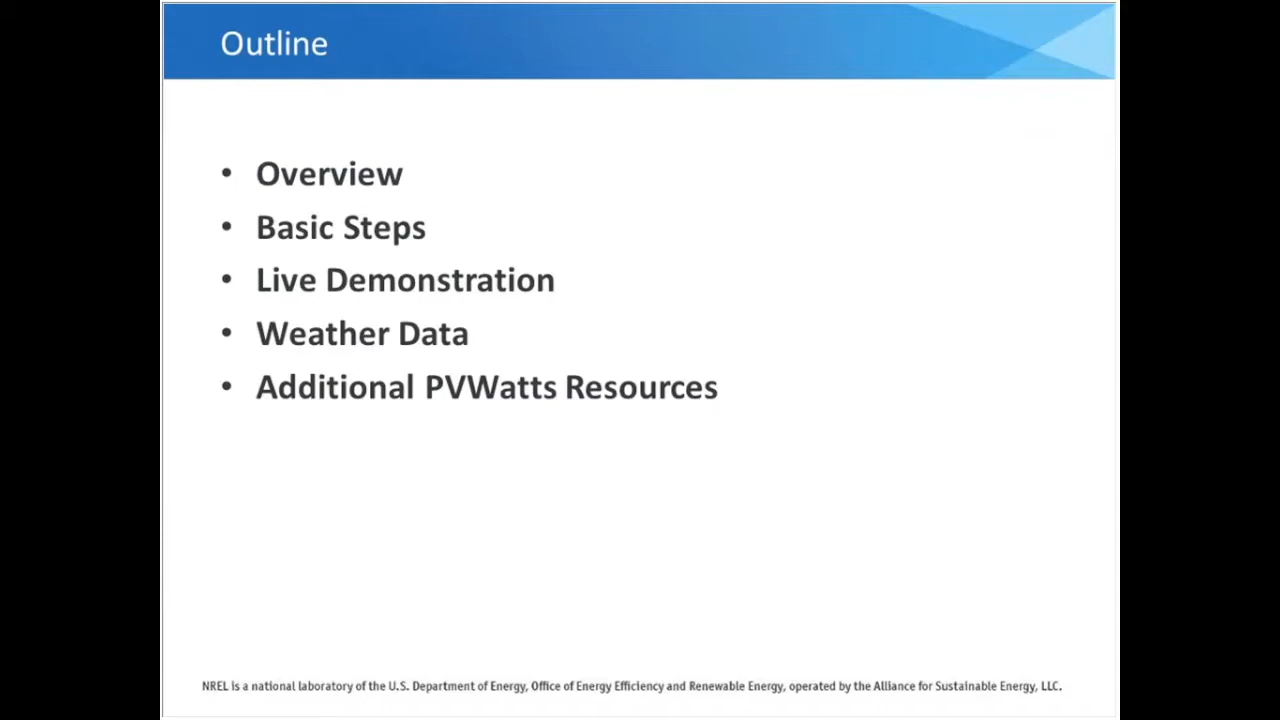 Outline
• Overview
• Basic Steps
• Live Demonstration
• Weather Data
• Additional PVWatts Resources
NREL is a national laboratory of the U.S. Department of Energy, Office of Energy Efficiency and Renewable Energy, operated by the Alliance for Sustainable Energy, LLC.